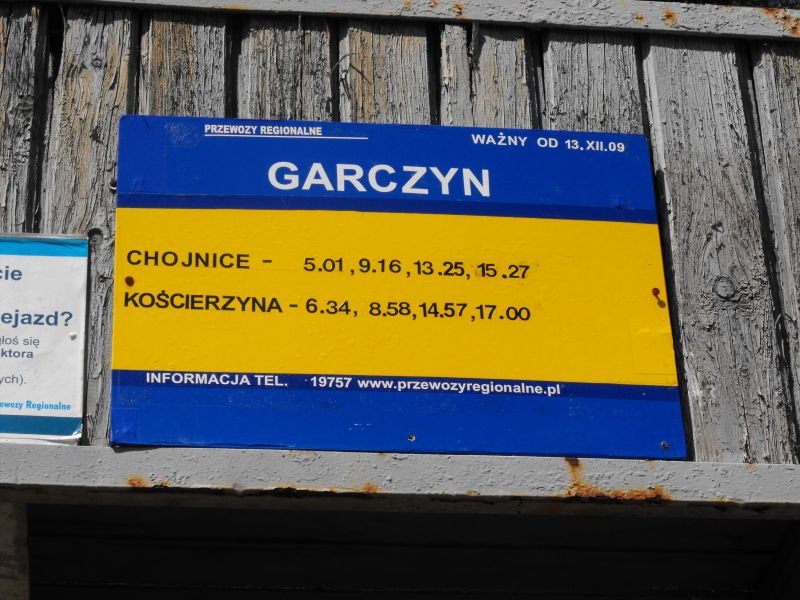 PRZEWOZY REGIONALNE
WAŻNY OD 13.XII.09
GARCZYN
CHOJNICE - 5.01, 9.16, 13.25, 15.27
KOŚCIERZYNA - 6.34, 8.58, 14.57, 17.00
INFORMACJA TEL. 19757 www.przewozyregionalne.pl
cie
ejazd?
głoś się
ktora
ych).
ewozy Regionalne